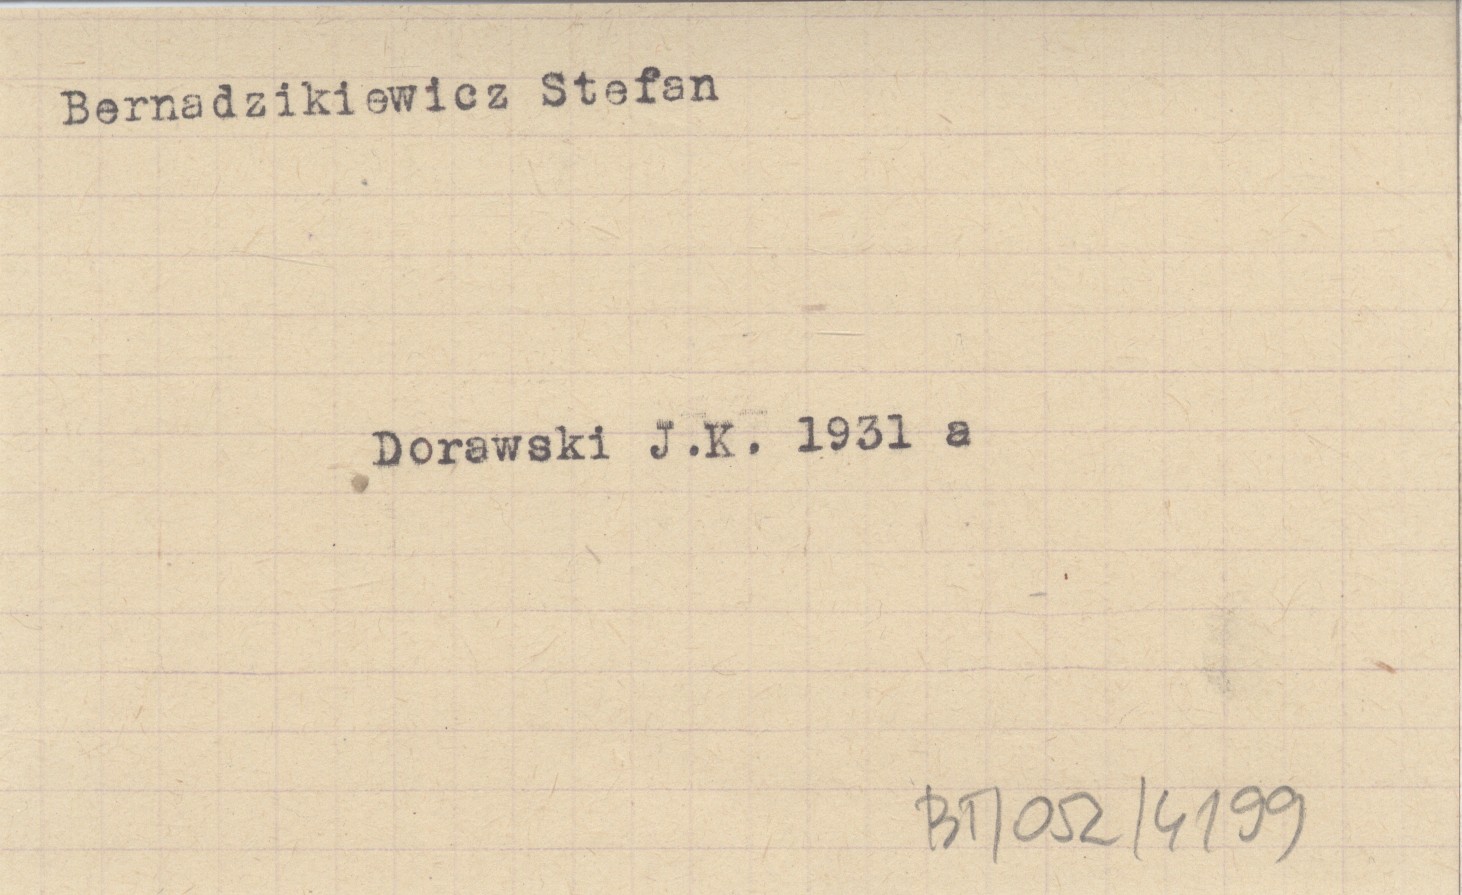 Bernadzikiewicz Stefan
Dorawski J.K. 1931 a
BT/052/4199